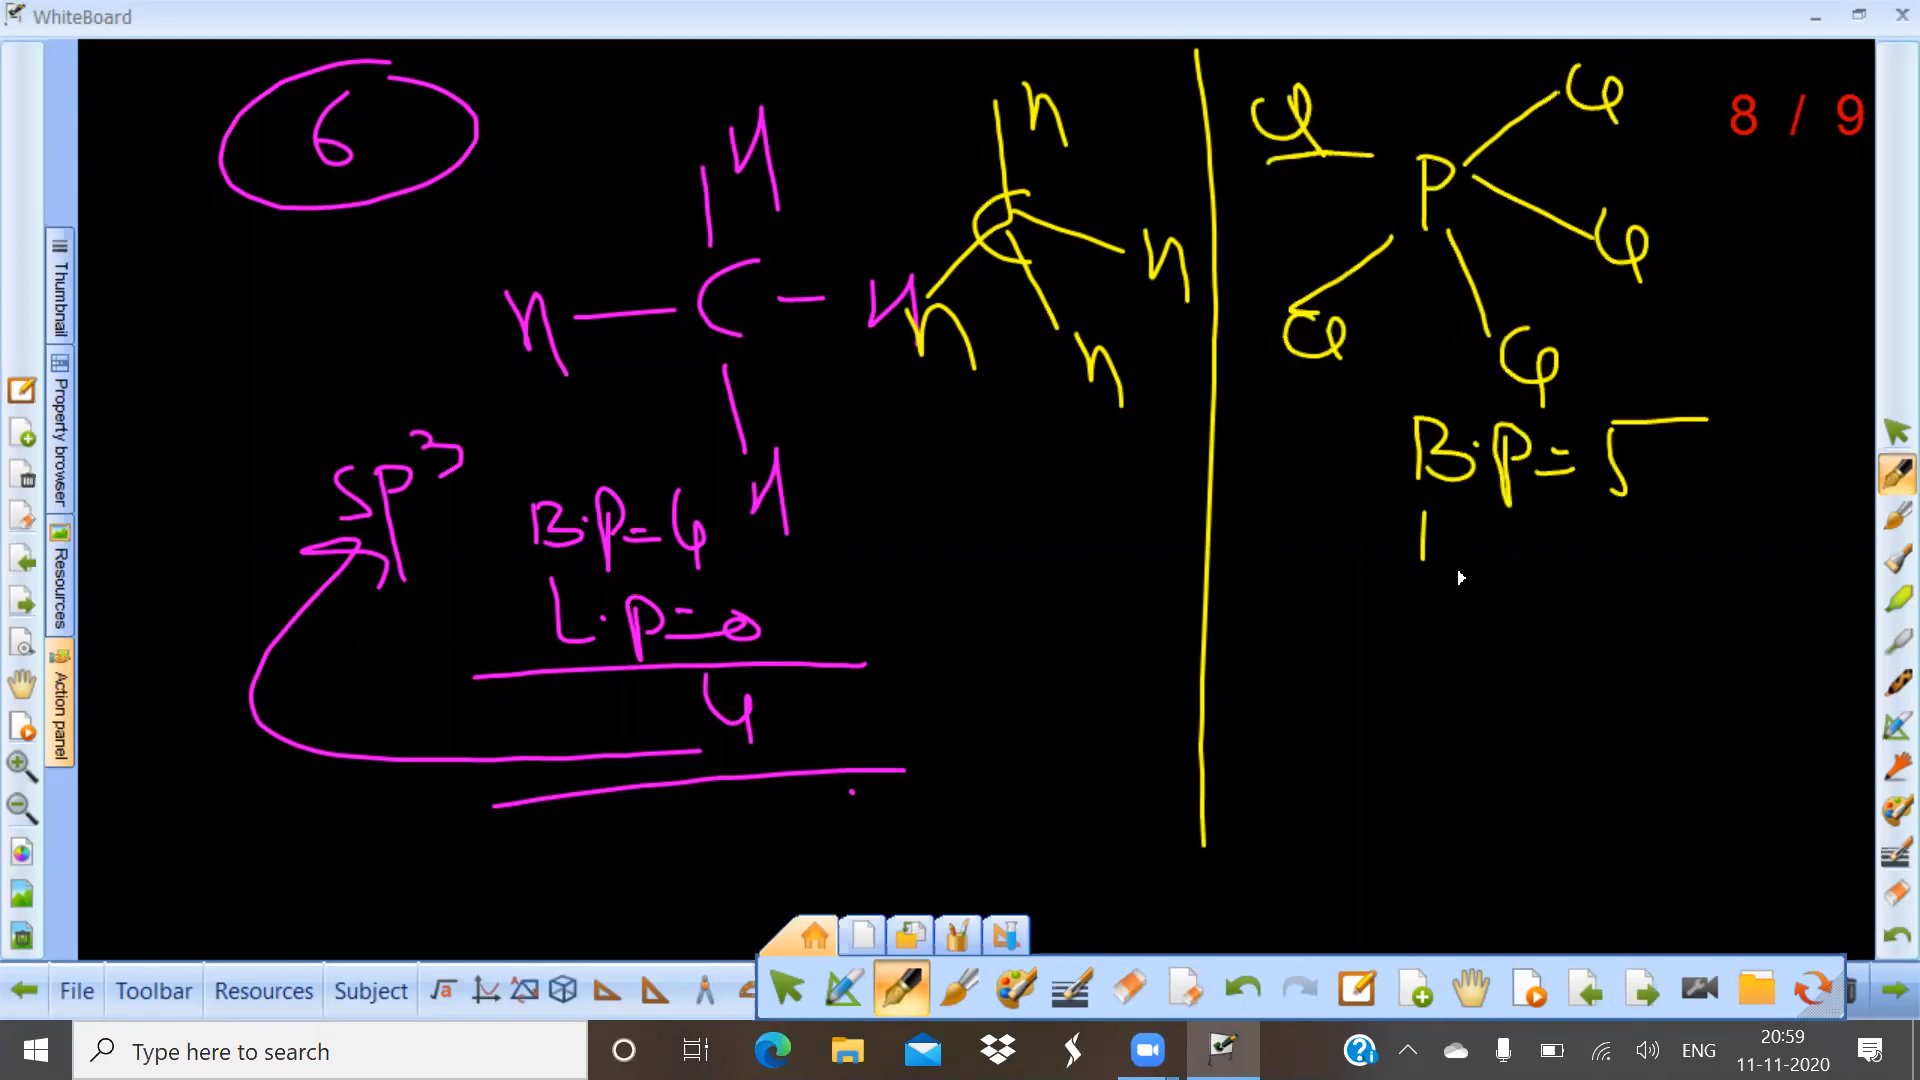 WhiteBoard
6
H
H — C — H
H
H
C
H
H
H
sp³
B.P=4
L.P=0
4
Cl
Cl
P
Cl
Cl
Cl
B.P=5
8 / 9
Thumbnail
Property browser
Resources
Action panel
File
Toolbar
Resources
Subject
Type here to search
ENG
20:59
11-11-2020